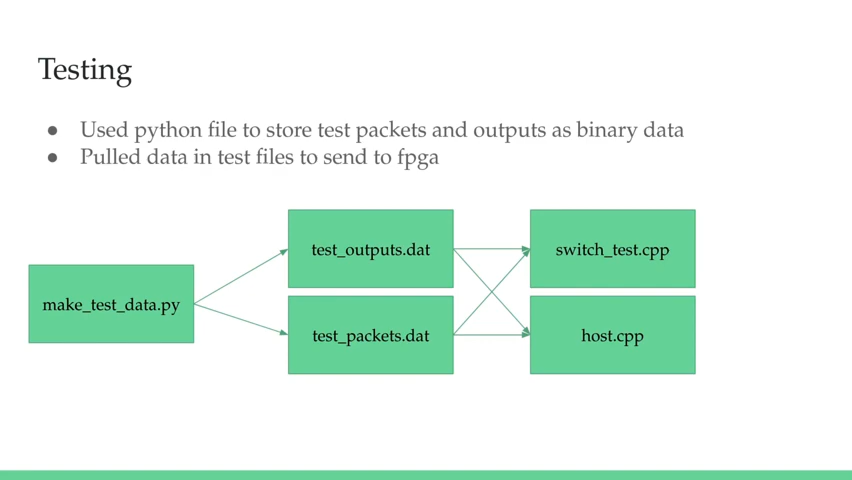 Testing
● Used python file to store test packets and outputs as binary data
● Pulled data in test files to send to fpga
test_outputs.dat
switch_test.cpp
make_test_data.py
test_packets.dat
host.cpp